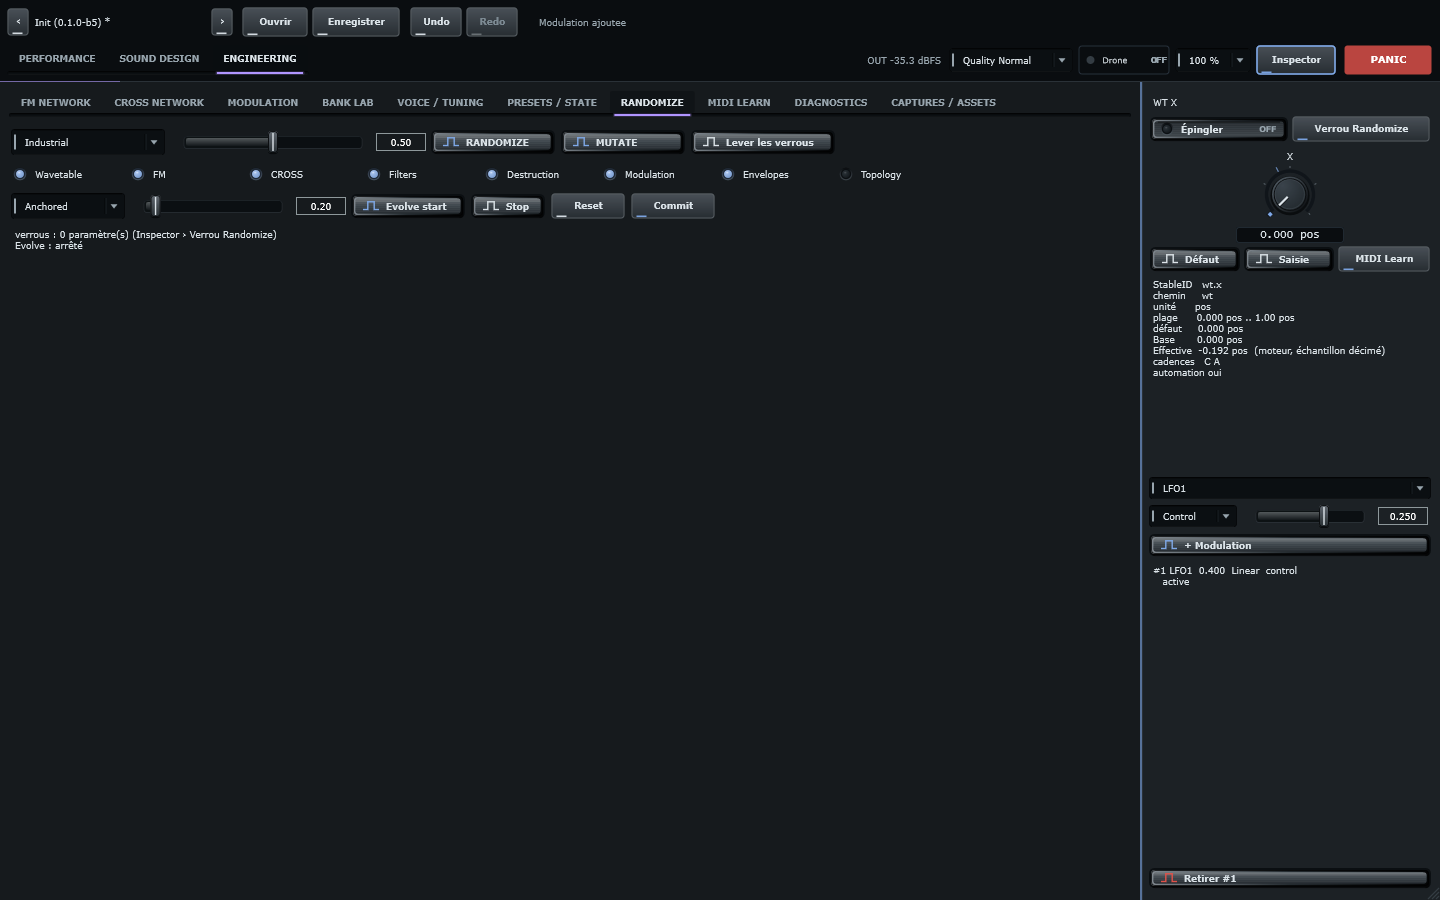 ‹ Init (0.1.0-b5) * › Ouvrir Enregistrer Undo Redo Modulation ajoutee
PERFORMANCE SOUND DESIGN ENGINEERING OUT -35.3 dBFS Quality Normal Drone OFF 100 % Inspector PANIC
FM NETWORK CROSS NETWORK MODULATION BANK LAB VOICE / TUNING PRESETS / STATE RANDOMIZE MIDI LEARN DIAGNOSTICS CAPTURES / ASSETS
Industrial 0.50 RANDOMIZE MUTATE Lever les verrous
Wavetable FM CROSS Filters Destruction Modulation Envelopes Topology
Anchored 0.20 Evolve start Stop Reset Commit
verrous : 0 paramètre(s) (Inspector › Verrou Randomize)
Evolve : arrêté
WT X
Épingler OFF Verrou Randomize
X
0.000 pos
Défaut Saisie MIDI Learn
StableID wt.x
chemin wt
unité pos
plage 0.000 pos .. 1.00 pos
défaut 0.000 pos
Base 0.000 pos
Effective -0.192 pos (moteur, échantillon décimé)
cadences C A
automation oui
LFO1
Control 0.250
+ Modulation
#1 LFO1 0.400 Linear control
active
Retirer #1